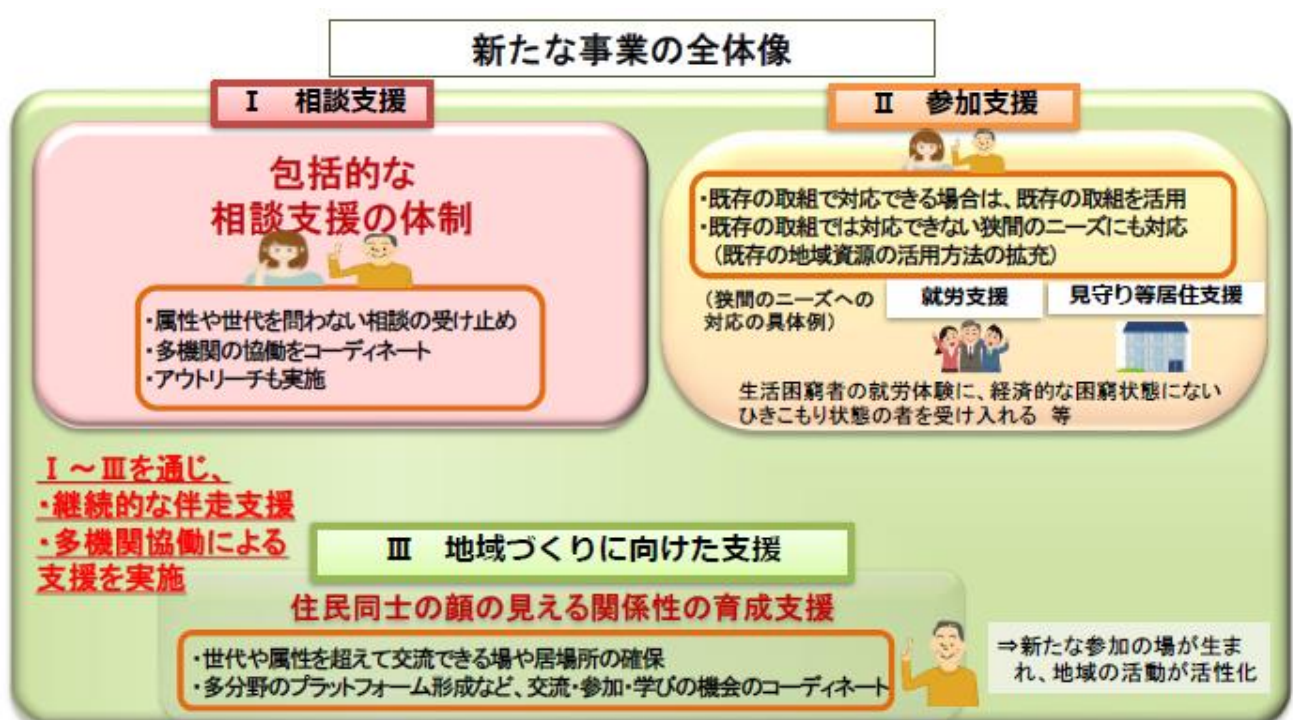 新たな事業の全体像
Ⅰ 相談支援
包括的な
相談支援の体制
・属性や世代を問わない相談の受け止め
・多機関の協働をコーディネート
・アウトリーチも実施
Ⅱ 参加支援
・既存の取組で対応できる場合は、既存の取組を活用
・既存の取組では対応できない狭間のニーズにも対応
（既存の地域資源の活用方法の拡充）
（狭間のニーズへの
対応の具体例）
就労支援
見守り等居住支援
生活困窮者の就労体験に、経済的な困窮状態にない
ひきこもり状態の者を受け入れる 等
Ⅰ～Ⅲを通じ、
・継続的な伴走支援
・多機関協働による
支援を実施
Ⅲ 地域づくりに向けた支援
住民同士の顔の見える関係性の育成支援
・世代や属性を超えて交流できる場や居場所の確保
・多分野のプラットフォーム形成など、交流・参加・学びの機会のコーディネート
⇒新たな参加の場が生ま
れ、地域の活動が活性化